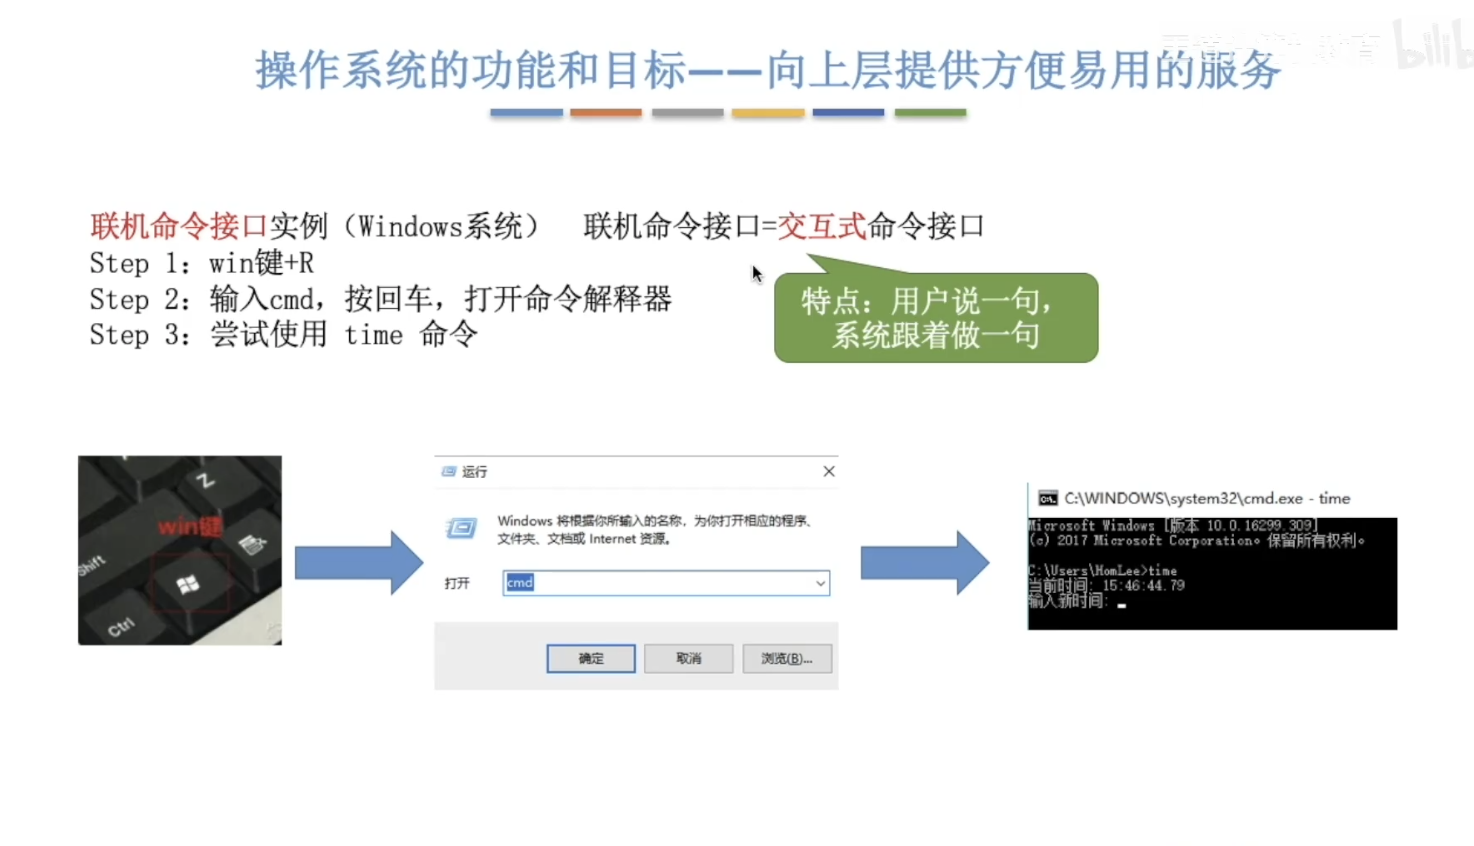 操作系统的功能和目标——向上层提供方便易用的服务
bilib
联机命令接口实例（Windows系统） 联机命令接口=交互式命令接口
Step 1：win键+R
Step 2：输入cmd，按回车，打开命令解释器
Step 3：尝试使用 time 命令
特点：用户说一句，
系统跟着做一句
Z
win键
Shift
Ctrl
运行
Windows 将根据你所输入的名称，为你打开相应的程序、
文件夹、文档或 Internet 资源。
打开
cmd
确定 取消 浏览(B)...
C:\WINDOWS\system32\cmd.exe - time
Microsoft Windows [版本 10.0.16299.309]
(c) 2017 Microsoft Corporation。保留所有权利。
C:\Users\HomLee>time
当前时间: 15:46:44.79
输入新时间: